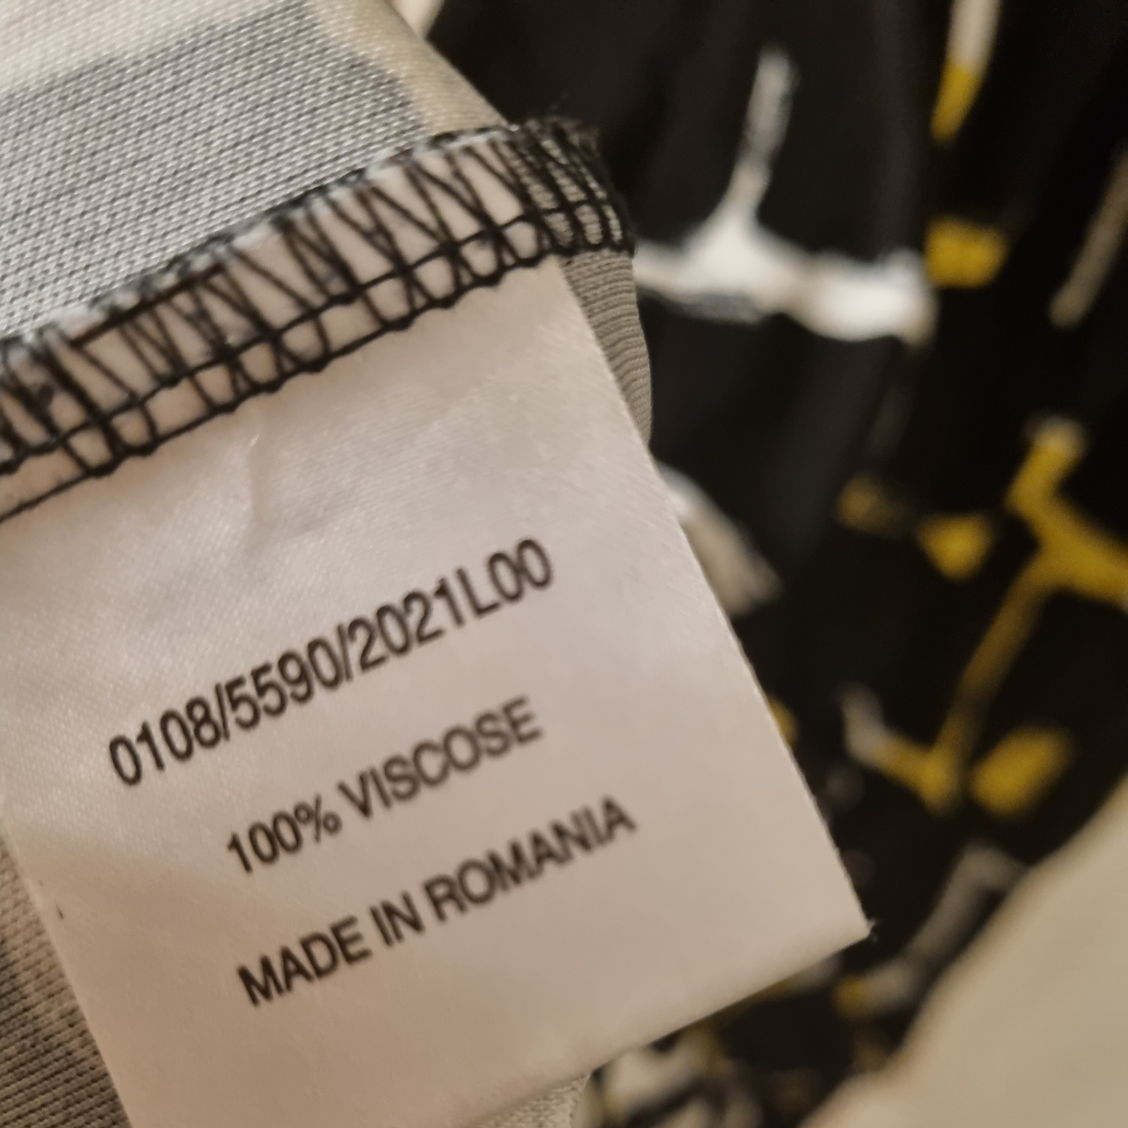 0108/5590/2021L00
100% VISCOSE
MADE IN ROMANIA